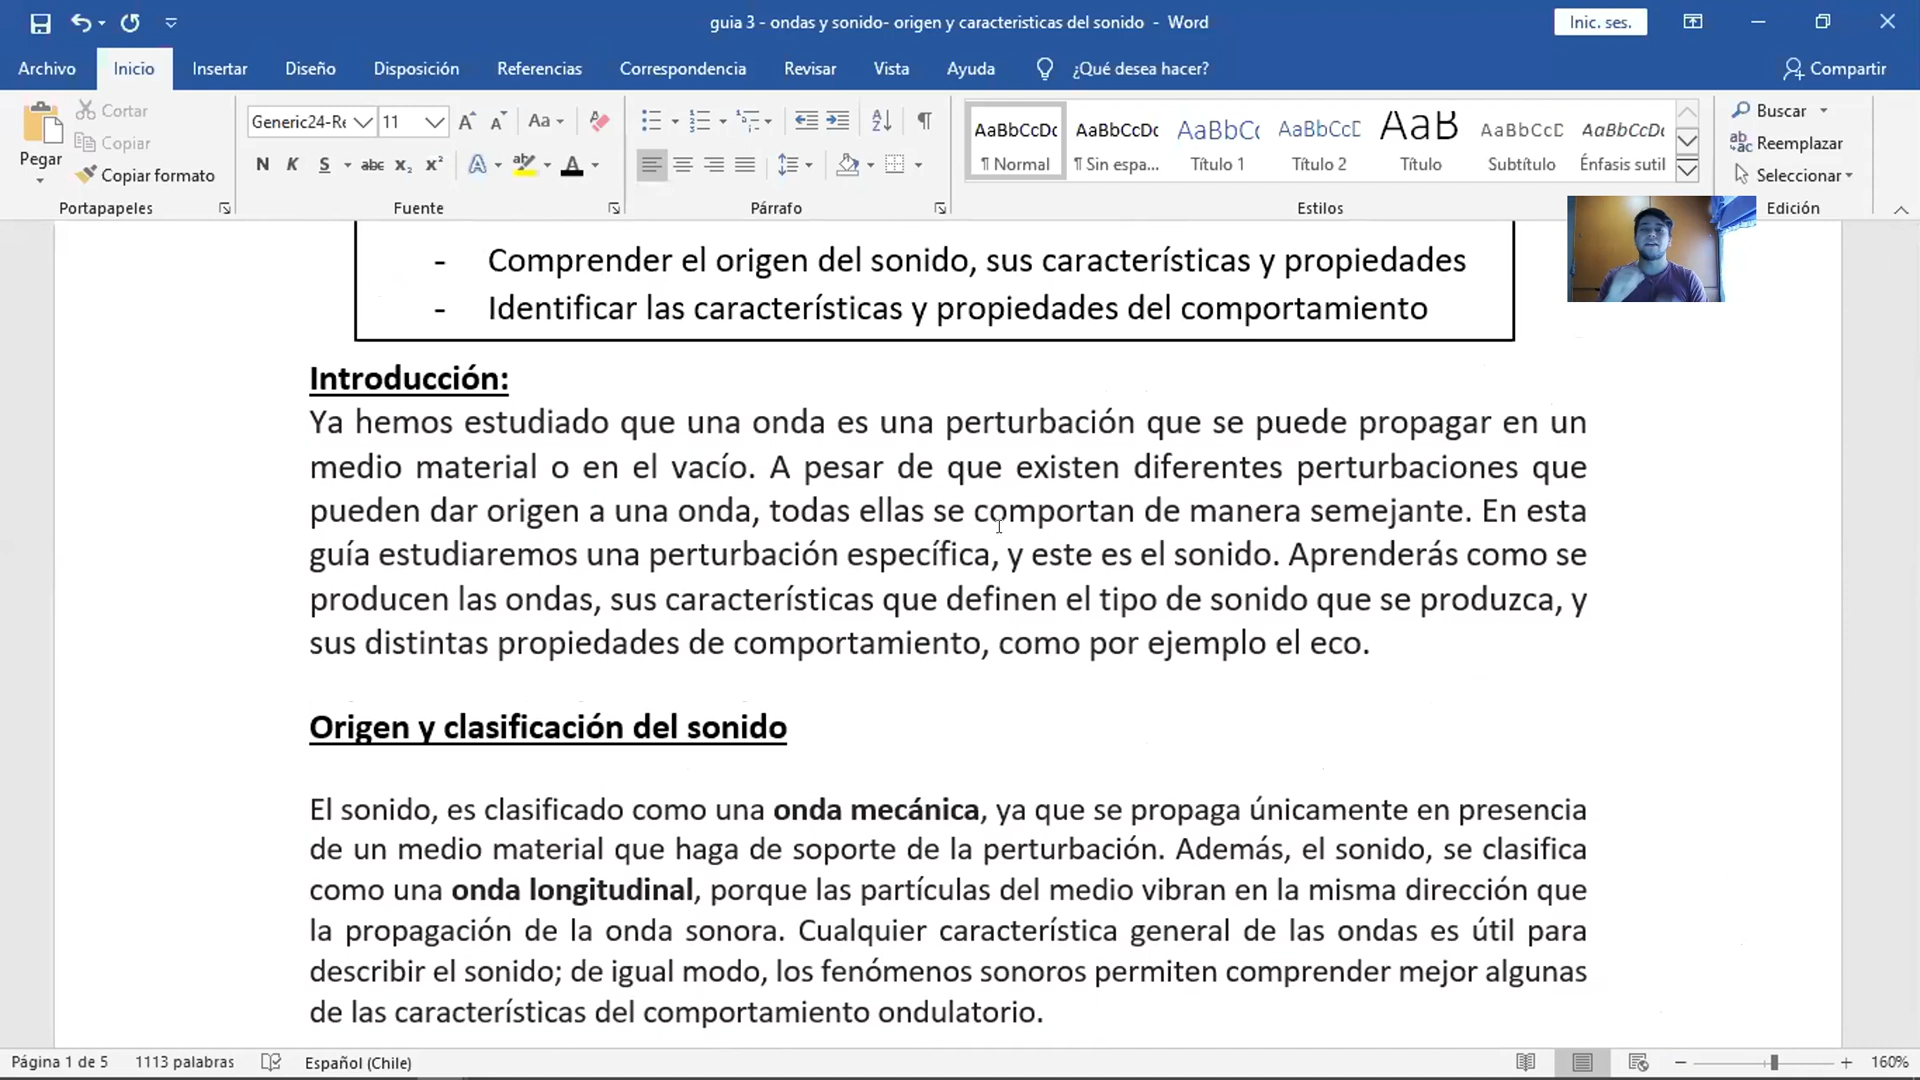 guia 3 - ondas y sonido- origen y caracteristicas del sonido - Word
Inic. ses.
Archivo Inicio Insertar Diseño Disposición Referencias Correspondencia Revisar Vista Ayuda ¿Qué desea hacer? Compartir
Pegar
Cortar
Copiar
Copiar formato
Portapapeles
Generic24-Re 11
Aa
N K S abc x₂ x²
Fuente
Párrafo
AaBbCcDc AaBbCcDc AaBbCc AaBbCcD AaB AaBbCcD AaBbCcDc
¶ Normal ¶ Sin espa... Título 1 Título 2 Título Subtítulo Énfasis sutil
Estilos
Buscar
Reemplazar
Seleccionar
Edición
- Comprender el origen del sonido, sus características y propiedades
- Identificar las características y propiedades del comportamiento
Introducción:
Ya hemos estudiado que una onda es una perturbación que se puede propagar en un
medio material o en el vacío. A pesar de que existen diferentes perturbaciones que
pueden dar origen a una onda, todas ellas se comportan de manera semejante. En esta
guía estudiaremos una perturbación específica, y este es el sonido. Aprenderás como se
producen las ondas, sus características que definen el tipo de sonido que se produzca, y
sus distintas propiedades de comportamiento, como por ejemplo el eco.
Origen y clasificación del sonido
El sonido, es clasificado como una onda mecánica, ya que se propaga únicamente en presencia
de un medio material que haga de soporte de la perturbación. Además, el sonido, se clasifica
como una onda longitudinal, porque las partículas del medio vibran en la misma dirección que
la propagación de la onda sonora. Cualquier característica general de las ondas es útil para
describir el sonido; de igual modo, los fenómenos sonoros permiten comprender mejor algunas
de las características del comportamiento ondulatorio.
Página 1 de 5 1113 palabras Español (Chile) 160%